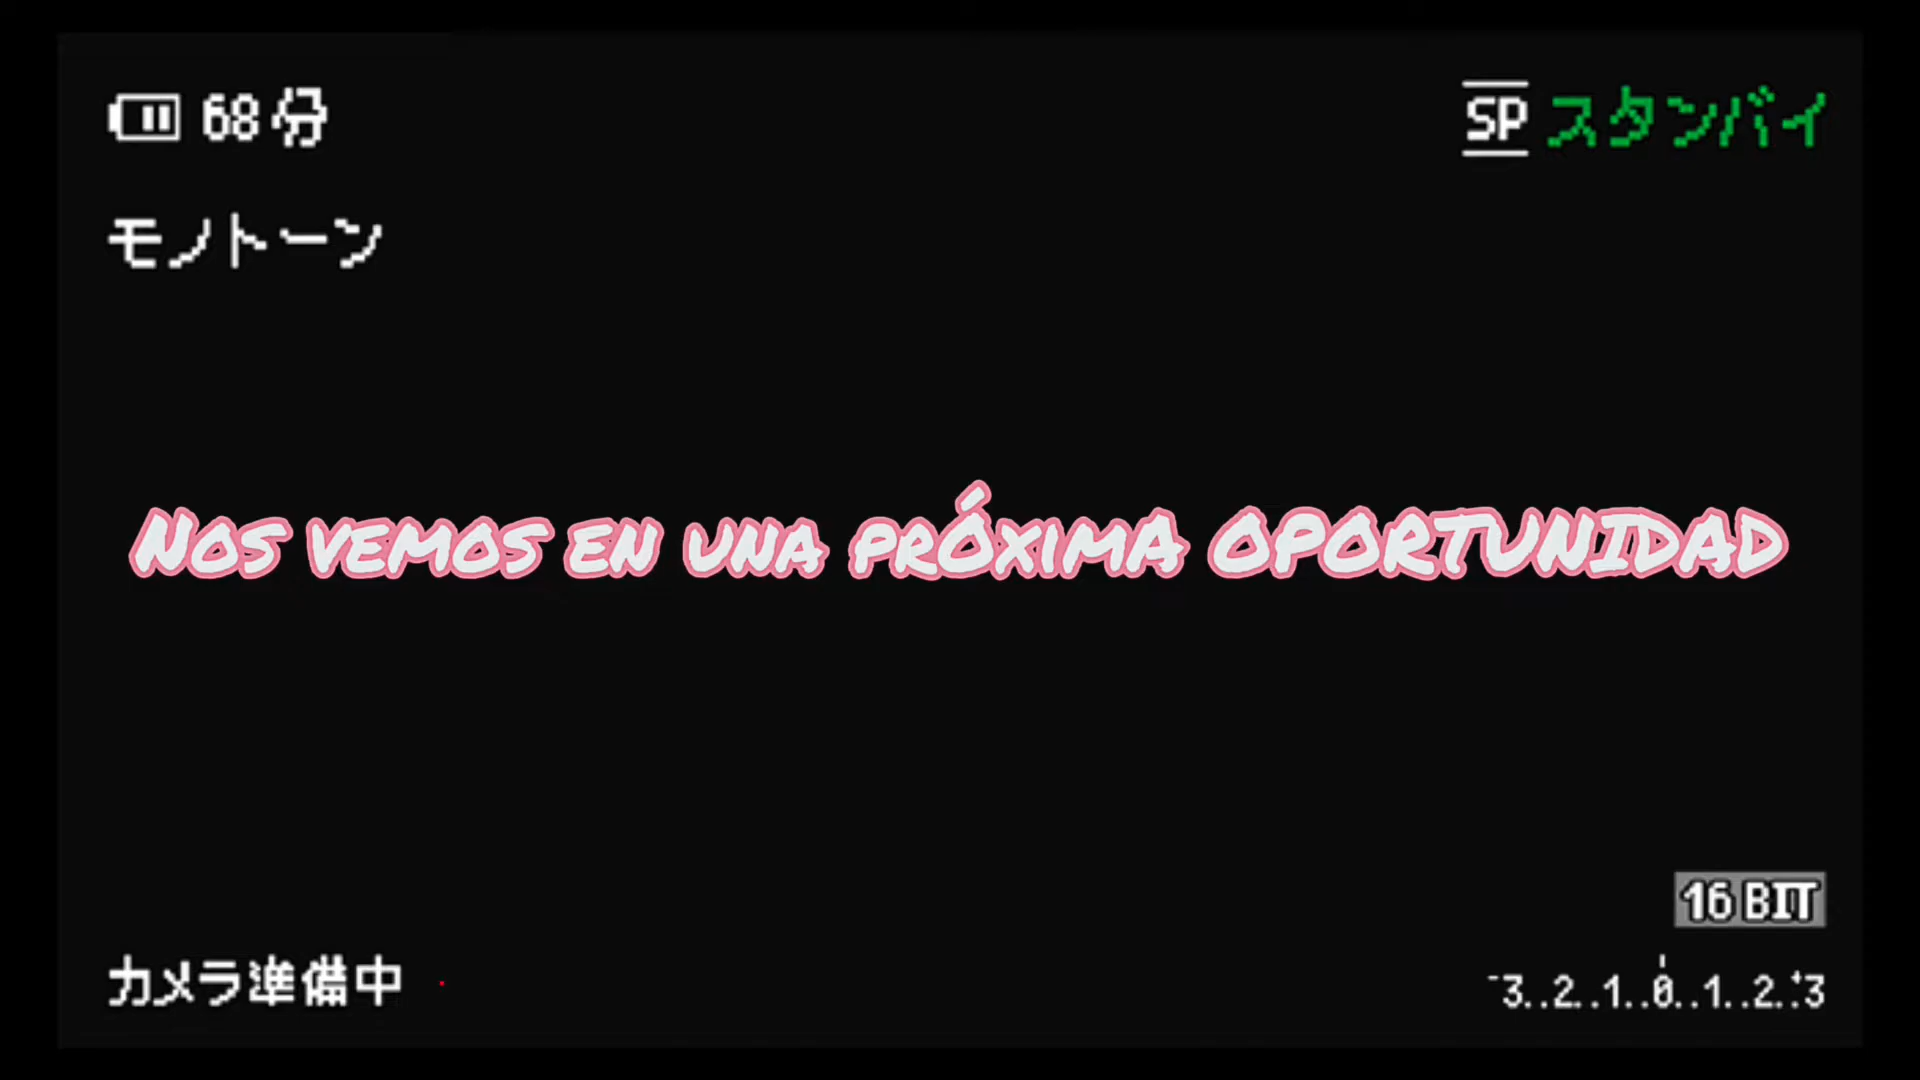 68分
SP スタンバイ
モノトーン
Nos vemos en una prÓximA OPORTUNIDAD
16 BIT
カメラ準備中
-3..2..1..0..1..2..+3